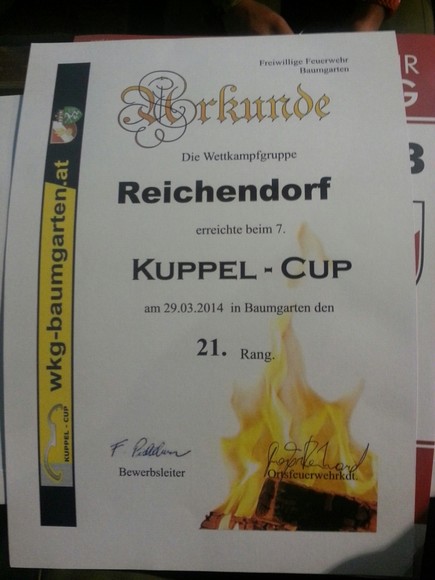 Freiwillige Feuerwehr
Baumgarten
Urkunde
Die Wettkampfgruppe
Reichendorf
erreichte beim 7.
KUPPEL - CUP
am 29.03.2014 in Baumgarten den
21. Rang.
Bewerbsleiter
Ortsfeuerwehrkdt.
wkg-baumgarten.at
KUPPEL - CUP
R
G
3